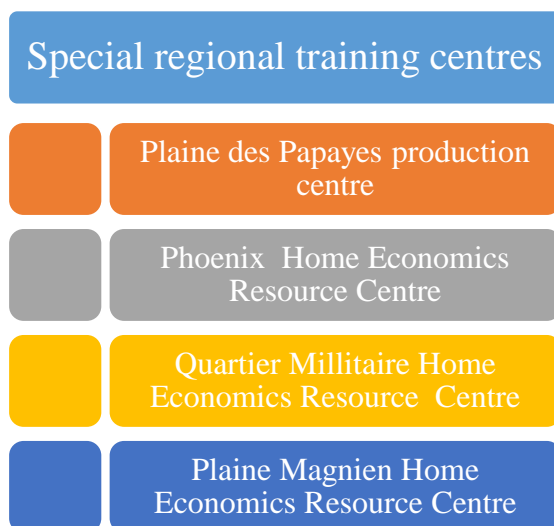 Special regional training centres
Plaine des Papayes production
centre
Phoenix  Home Economics
Resource Centre
Quartier Millitaire Home
Economics Resource  Centre
Plaine Magnien Home
Economics Resource Centre